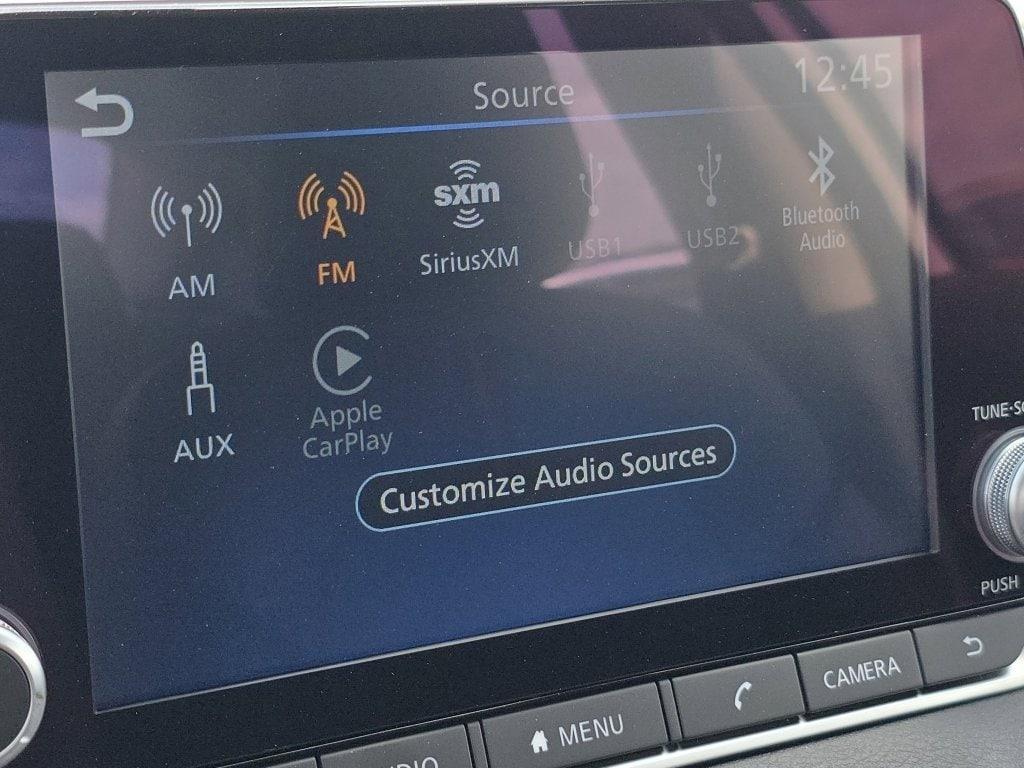 Source
12:45
AM
FM
sxm
SiriusXM
USB1
USB2
Bluetooth
Audio
AUX
Apple
CarPlay
Customize Audio Sources
PUSH
MENU
CAMERA